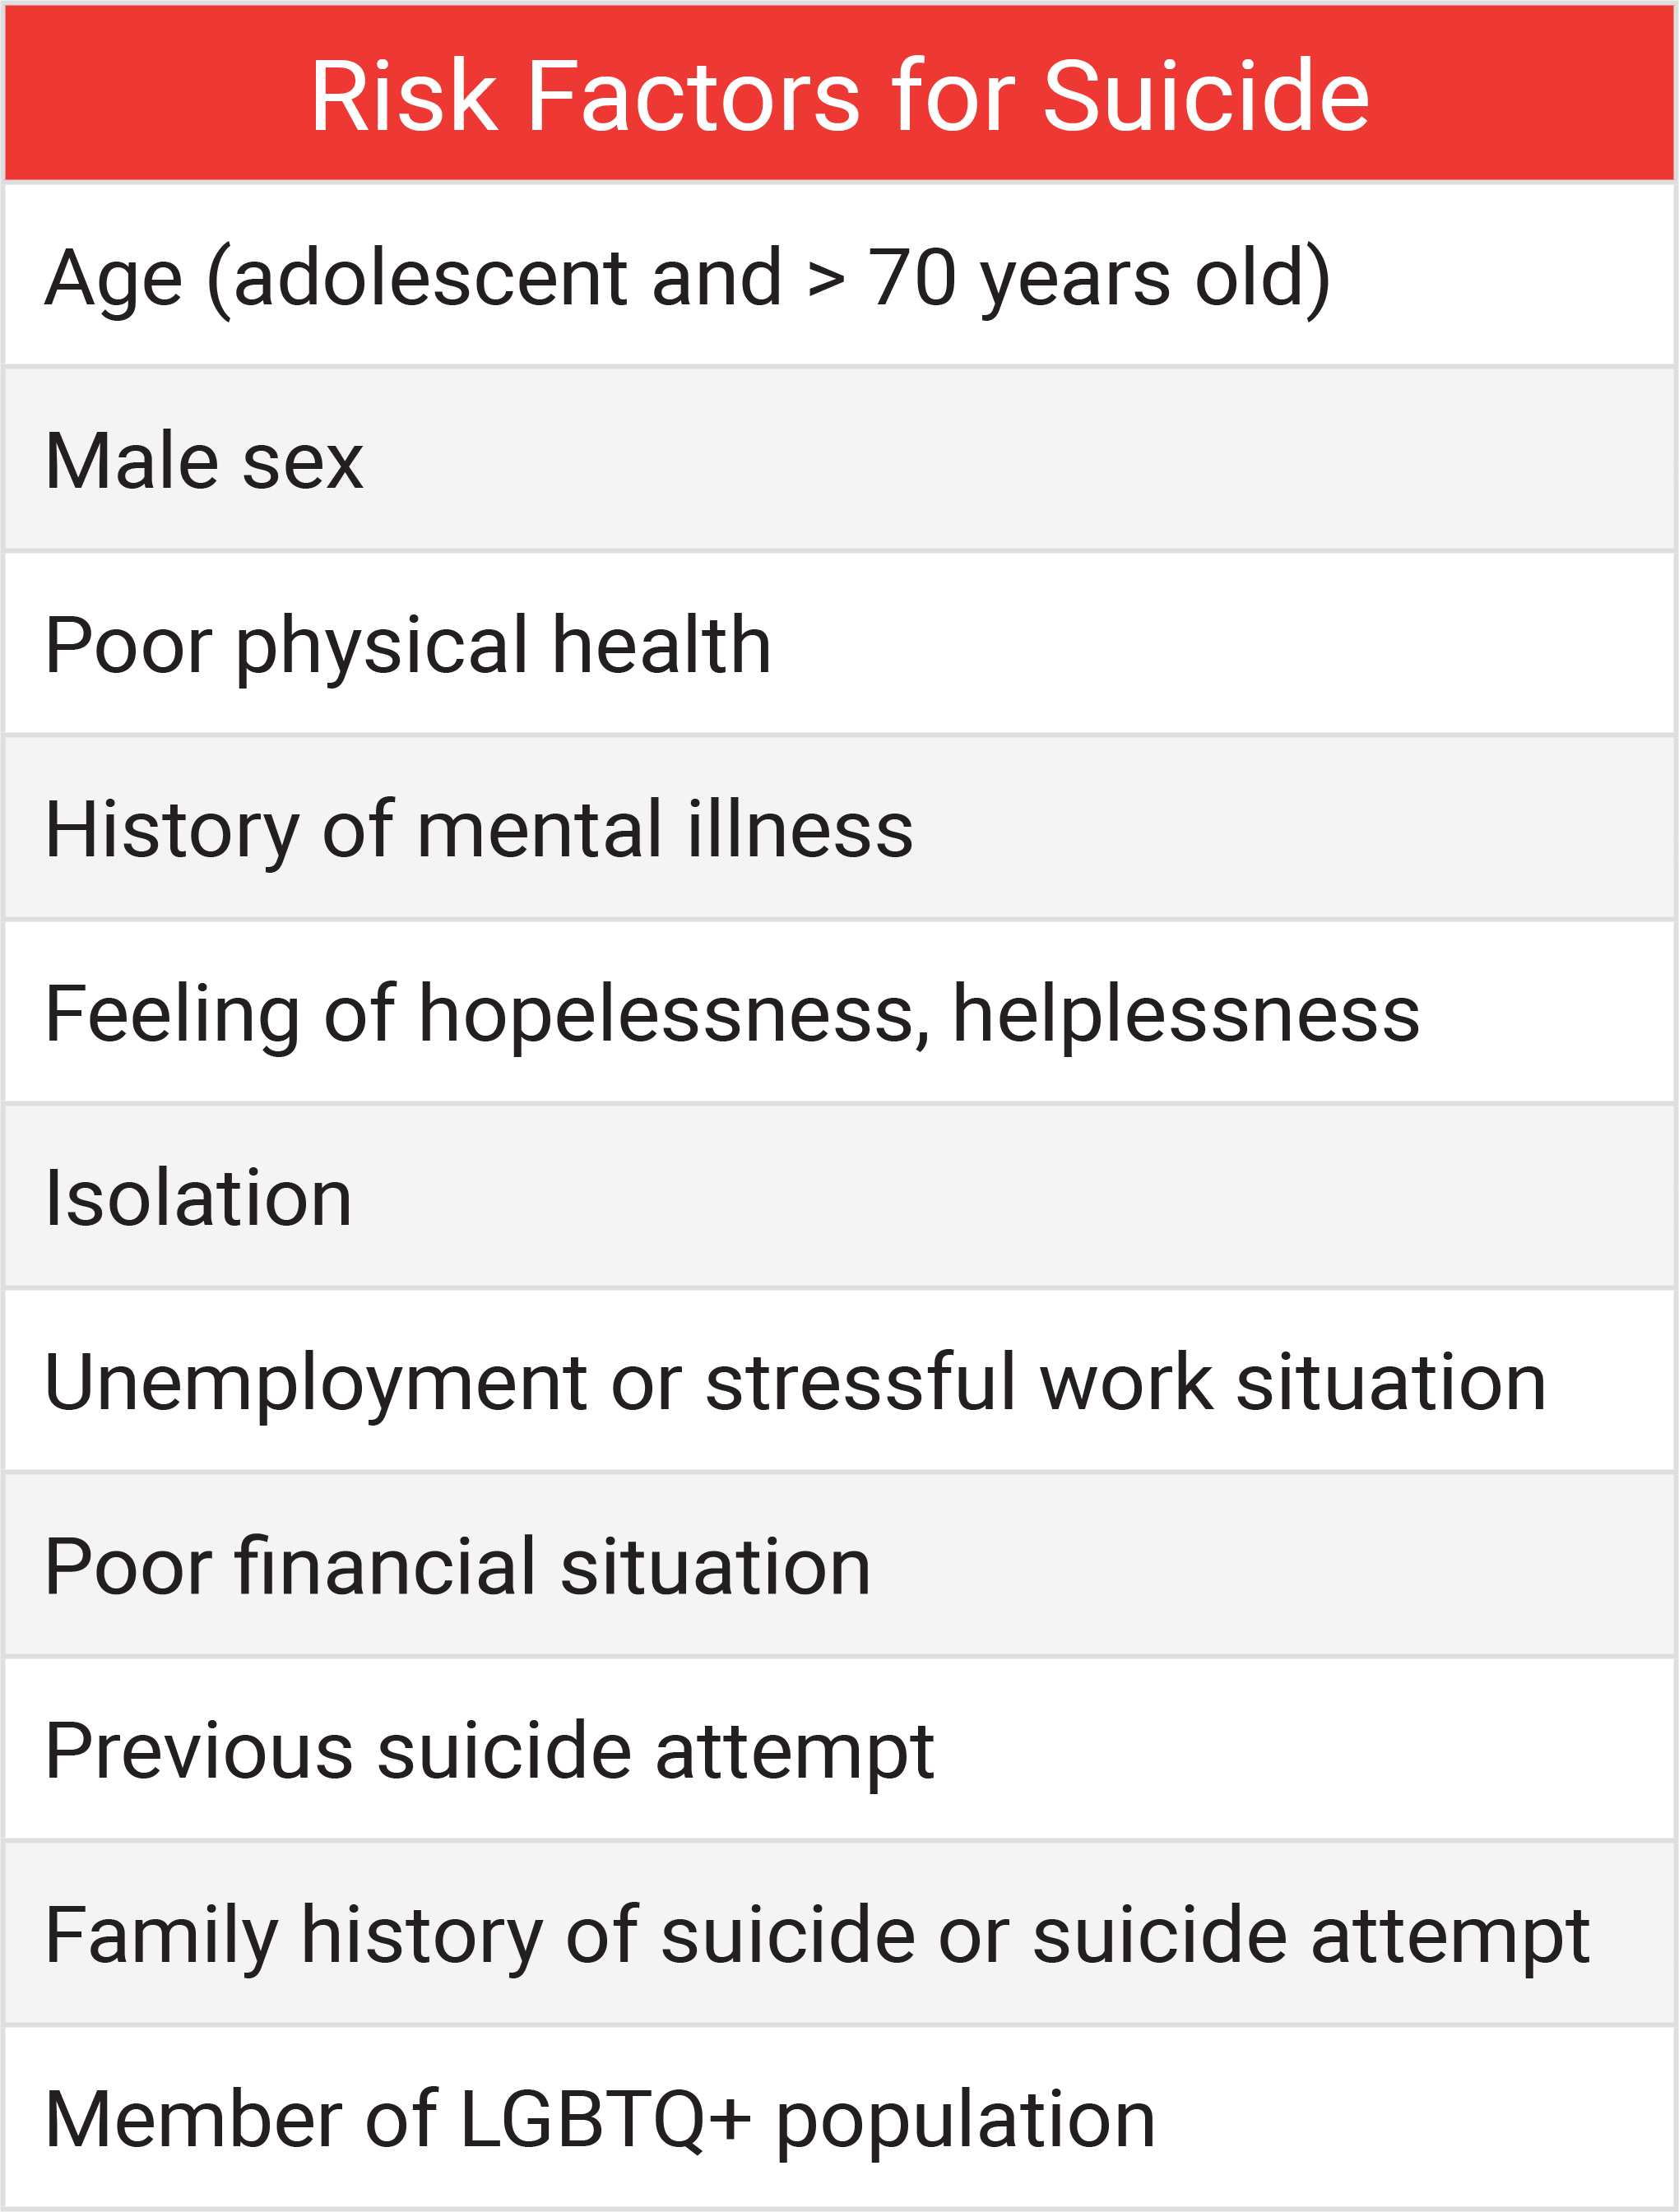 Risk Factors for Suicide
Age (adolescent and > 70 years old)
Male sex
Poor physical health
History of mental illness
Feeling of hopelessness, helplessness
Isolation
Unemployment or stressful work situation
Poor financial situation
Previous suicide attempt
Family history of suicide or suicide attempt
Member of LGBTQ+ population